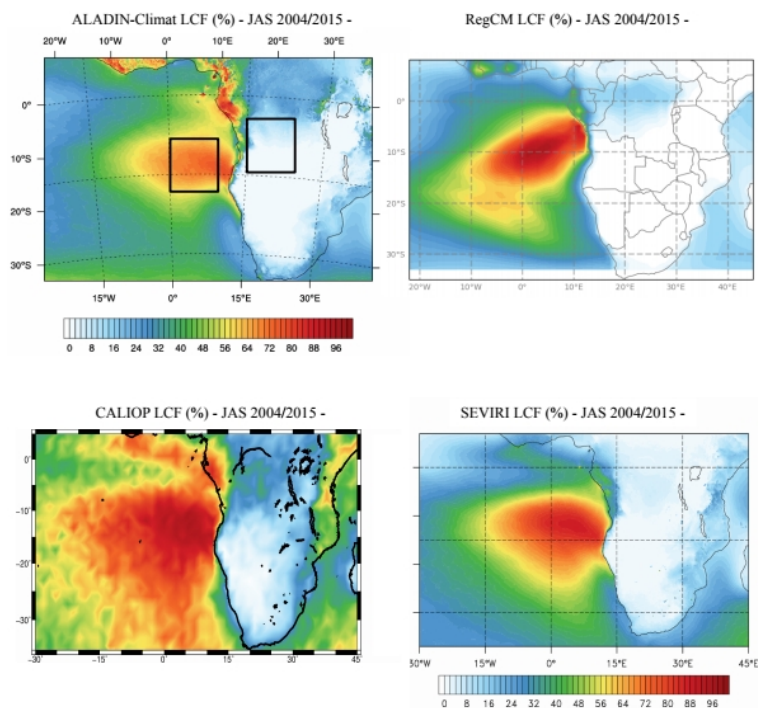 ALADIN-Climat LCF (%) - JAS 2004/2015 -
RegCM LCF (%) - JAS 2004/2015 -
20°W 10°W 0° 10°E 20°E 30°E
0°
10°S
20°S
30°S
15°W 0° 15°E 30°E
0°
10°S
20°S
30°S
20°W 10°W 0° 10°E 20°E 30°E 40°E
0 8 16 24 32 40 48 56 64 72 80 88 96
CALIOP LCF (%) - JAS 2004/2015 -
SEVIRI LCF (%) - JAS 2004/2015 -
0°
-10
-20
-30
-30 -15 0 15 30 45
15°W 0° 15°E 30°E
0 8 16 24 32 40 48 56 64 72 80 88 96